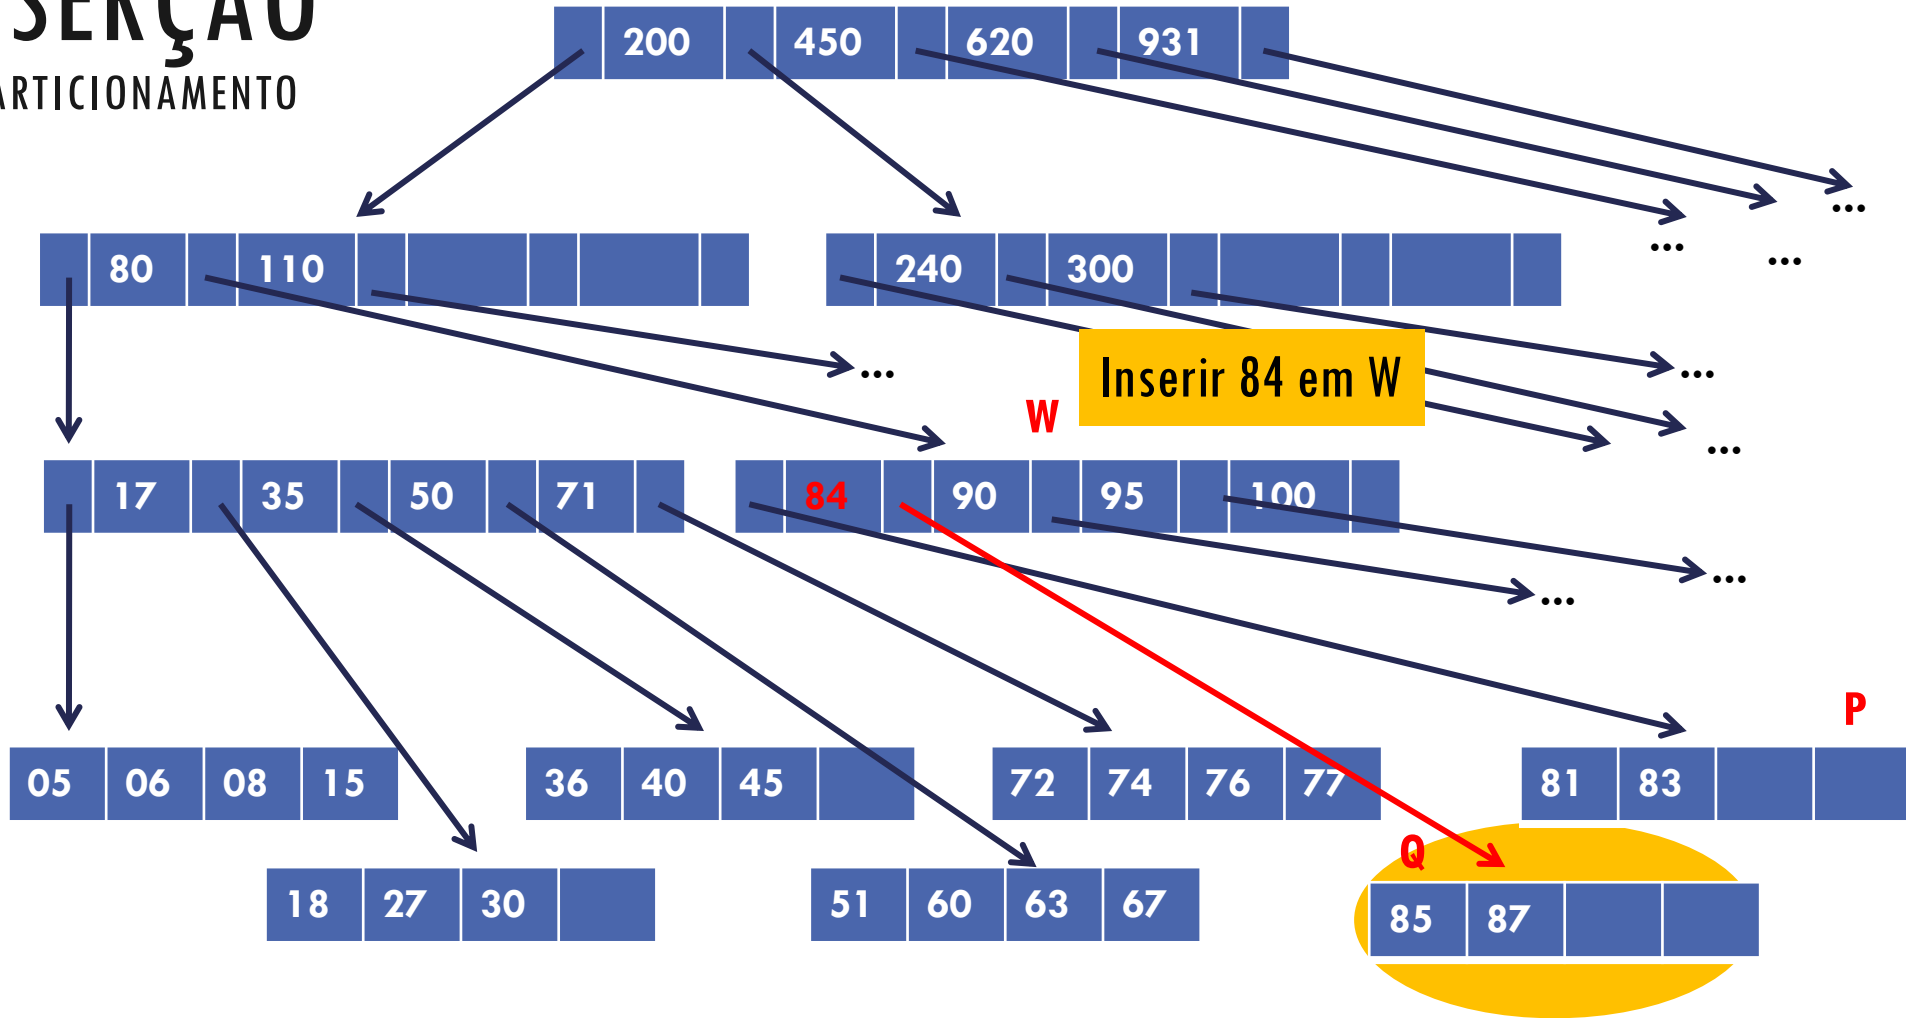 SERÇÃO
ARTICIONAMENTO
200 450 620 931
...
... ...
80 110
240 300
...
Inserir 84 em W
...
W
...
17 35 50 71
84 90 95 100
...
...
P
05 06 08 15
36 40 45
72 74 76 77
81 83
Q
18 27 30
51 60 63 67
85 87